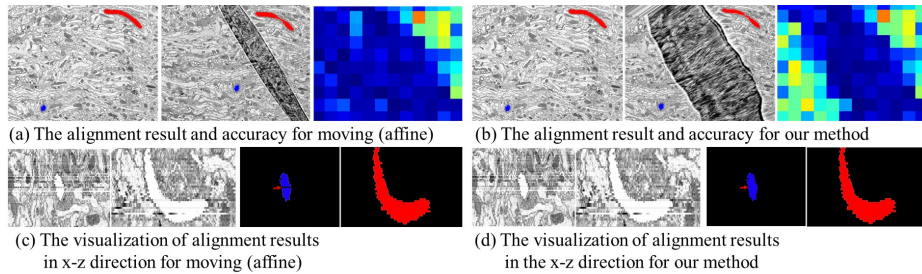 (a) The alignment result and accuracy for moving (affine)
(b) The alignment result and accuracy for our method
(c) The visualization of alignment results
in x-z direction for moving (affine)
(d) The visualization of alignment results
in the x-z direction for our method